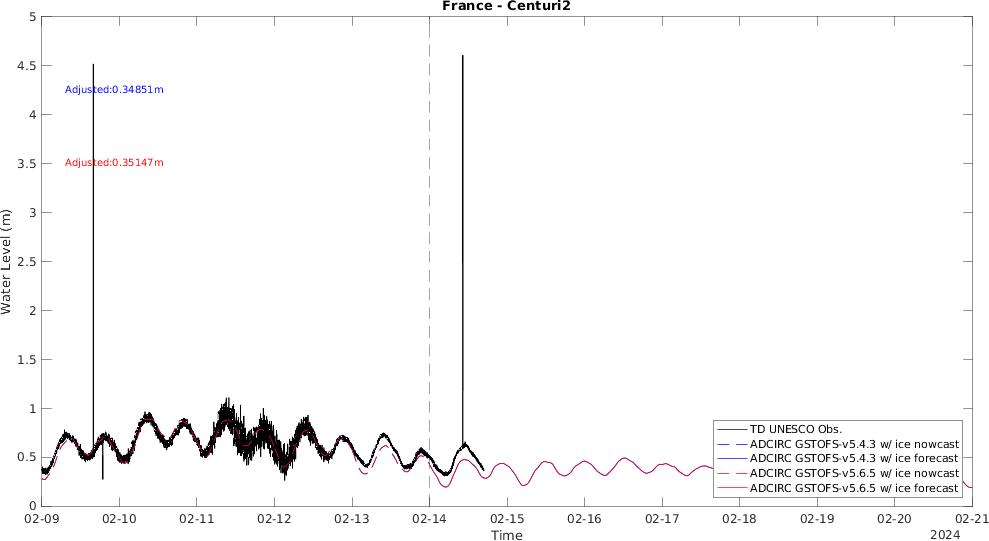 France - Centuri2
5
4.5
4
3.5
3
2.5
2
1.5
1
0.5
0
Water Level (m)
Adjusted:0.34851m
Adjusted:0.35147m
TD UNESCO Obs.
ADCIRC GSTOFS-v5.4.3 w/ ice nowcast
ADCIRC GSTOFS-v5.4.3 w/ ice forecast
ADCIRC GSTOFS-v5.6.5 w/ ice nowcast
ADCIRC GSTOFS-v5.6.5 w/ ice forecast
02-09 02-10 02-11 02-12 02-13 02-14 02-15 02-16 02-17 02-18 02-19 02-20 02-21
Time
2024